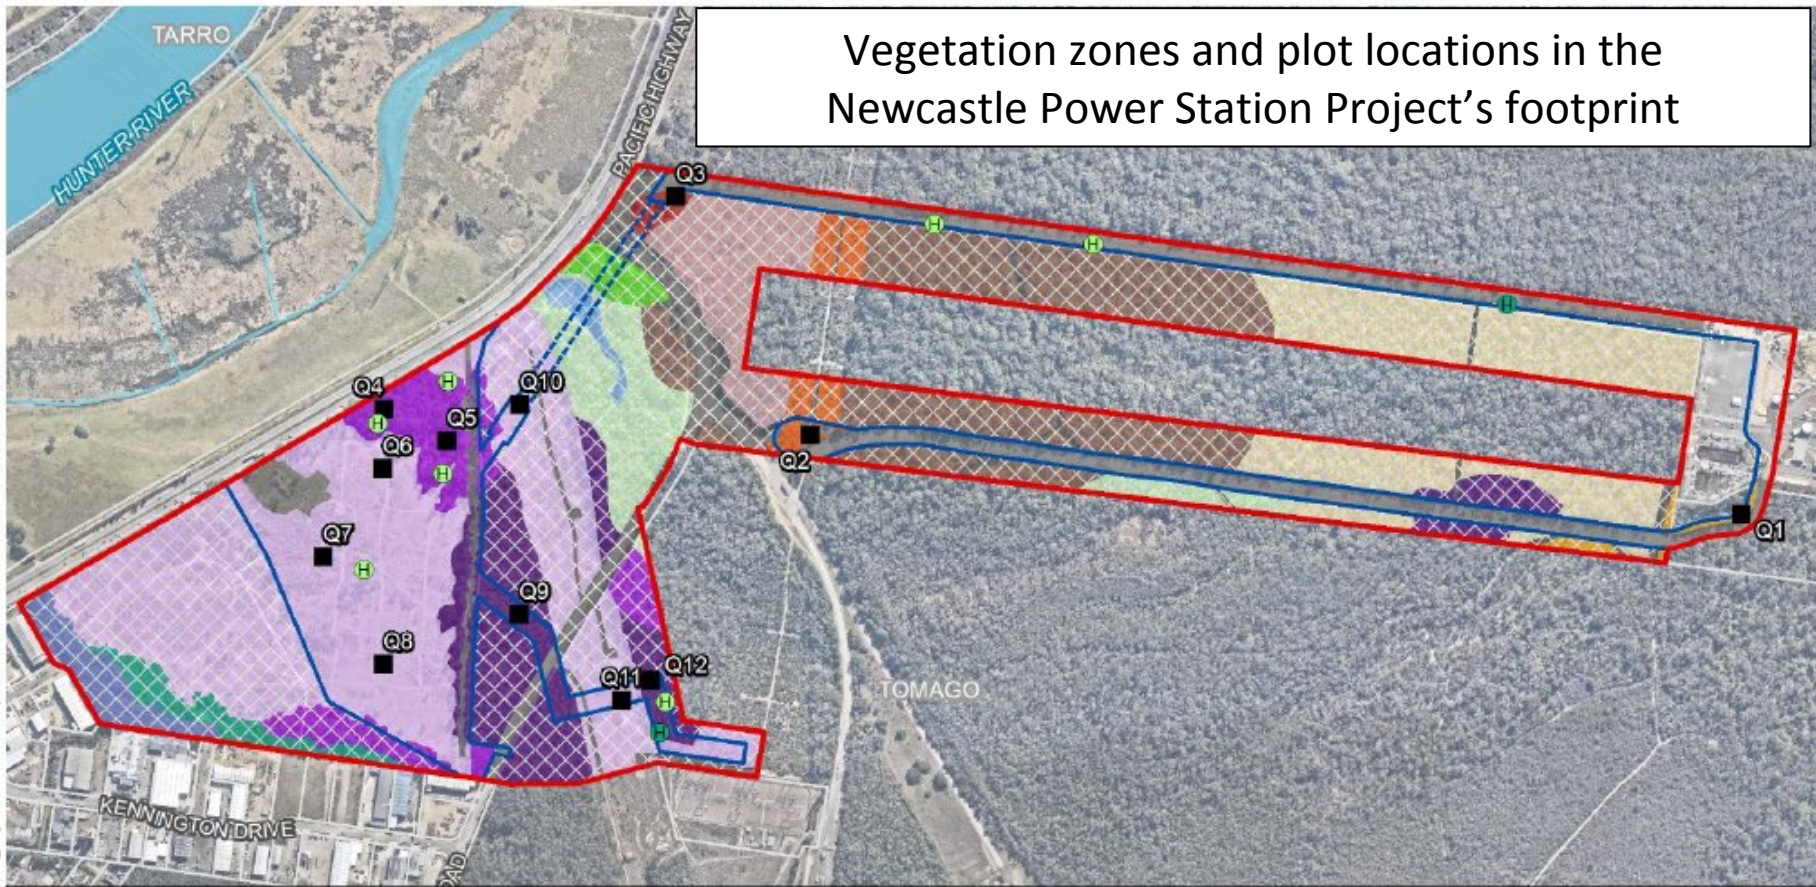 Vegetation zones and plot locations in the
Newcastle Power Station Project's footprint
TARRO
HUNTER RIVER
PACIFIC HIGHWAY
Q3
H
H
H
Q10
Q4
H
Q5
H
Q6
H
Q2
Q1
Q7
H
Q9
Q8
Q11
Q12
H
H
TOMAGO
KENNINGTON DRIVE
OAD